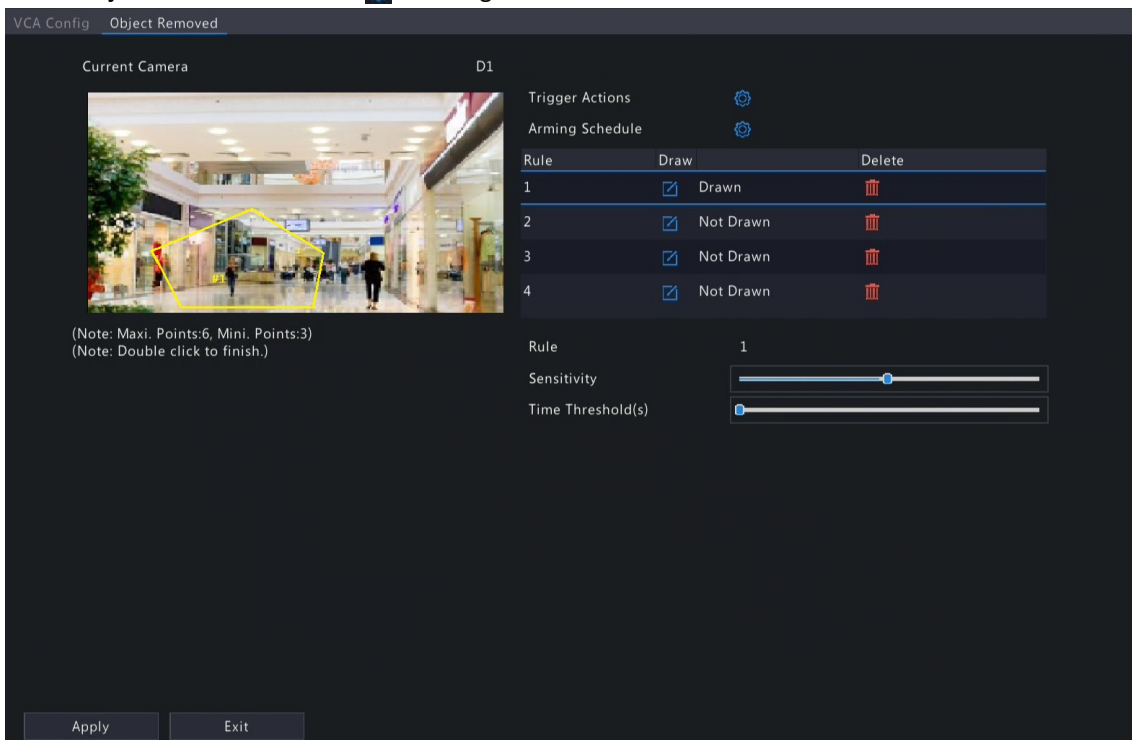 VCA Config Object Removed
Current Camera D1
#1
(Note: Maxi. Points:6, Mini. Points:3)
(Note: Double click to finish.)
Trigger Actions
Arming Schedule
Rule Draw Delete
1 Drawn
2 Not Drawn
3 Not Drawn
4 Not Drawn
Rule 1
Sensitivity
Time Threshold(s)
Apply Exit